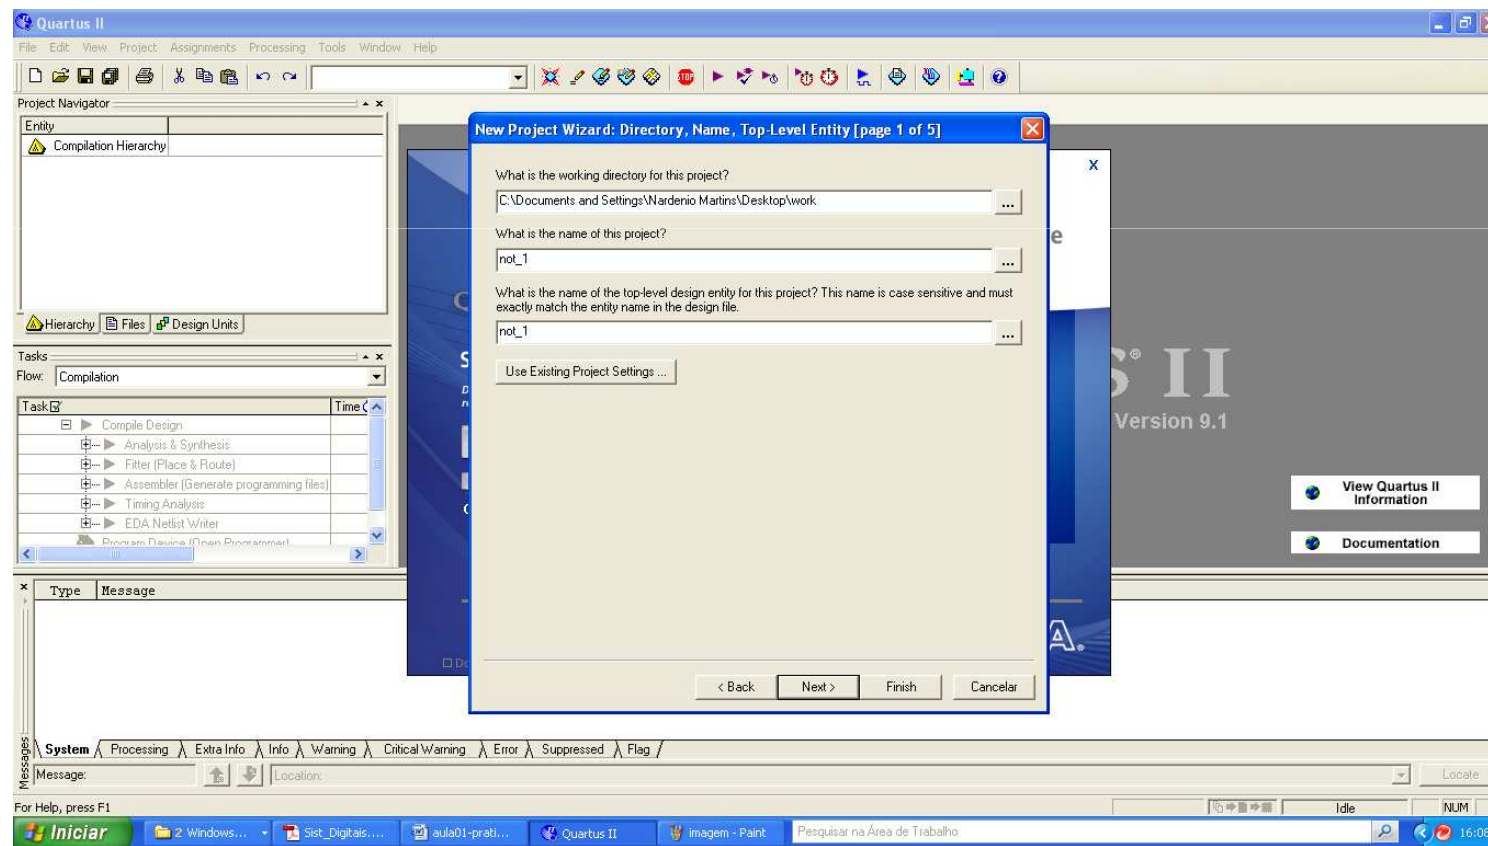 Quartus II
File Edit View Project Assignments Processing Tools Window Help
STOP
Project Navigator
Entity
Compilation Hierarchy
Hierarchy Files Design Units
Tasks
Flow: Compilation
Task Time (
Compile Design
Analysis & Synthesis
Fitter (Place & Route)
Assembler (Generate programming files)
Timing Analysis
EDA Netlist Writer
Program Device (Open Programmer)
New Project Wizard: Directory, Name, Top-Level Entity [page 1 of 5]
What is the working directory for this project?
C:\Documents and Settings\Nardenio Martins\Desktop\work
...
What is the name of this project?
not_1
...
What is the name of the top-level design entity for this project? This name is case sensitive and must
exactly match the entity name in the design file.
not_1
...
Use Existing Project Settings ...
< Back Next > Finish Cancelar
X
e
S® II
Version 9.1
View Quartus II
Information
Documentation
A.
Type Message
System Processing Extra Info Info Warning Critical Warning Error Suppressed Flag
Messages
Message: Location: Locate
For Help, press F1 Idle NUM
Iniciar 2 Windows... Sist_Digitais.... aula01-prati... Quartus II imagem - Paint Pesquisar na Área de Trabalho 16:08